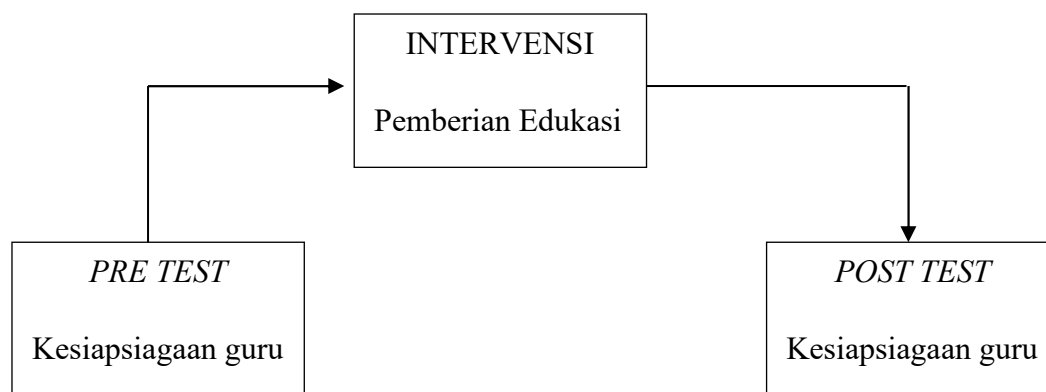 INTERVENSI
Pemberian Edukasi
PRE TEST
Kesiapsiagaan guru
POST TEST
Kesiapsiagaan guru